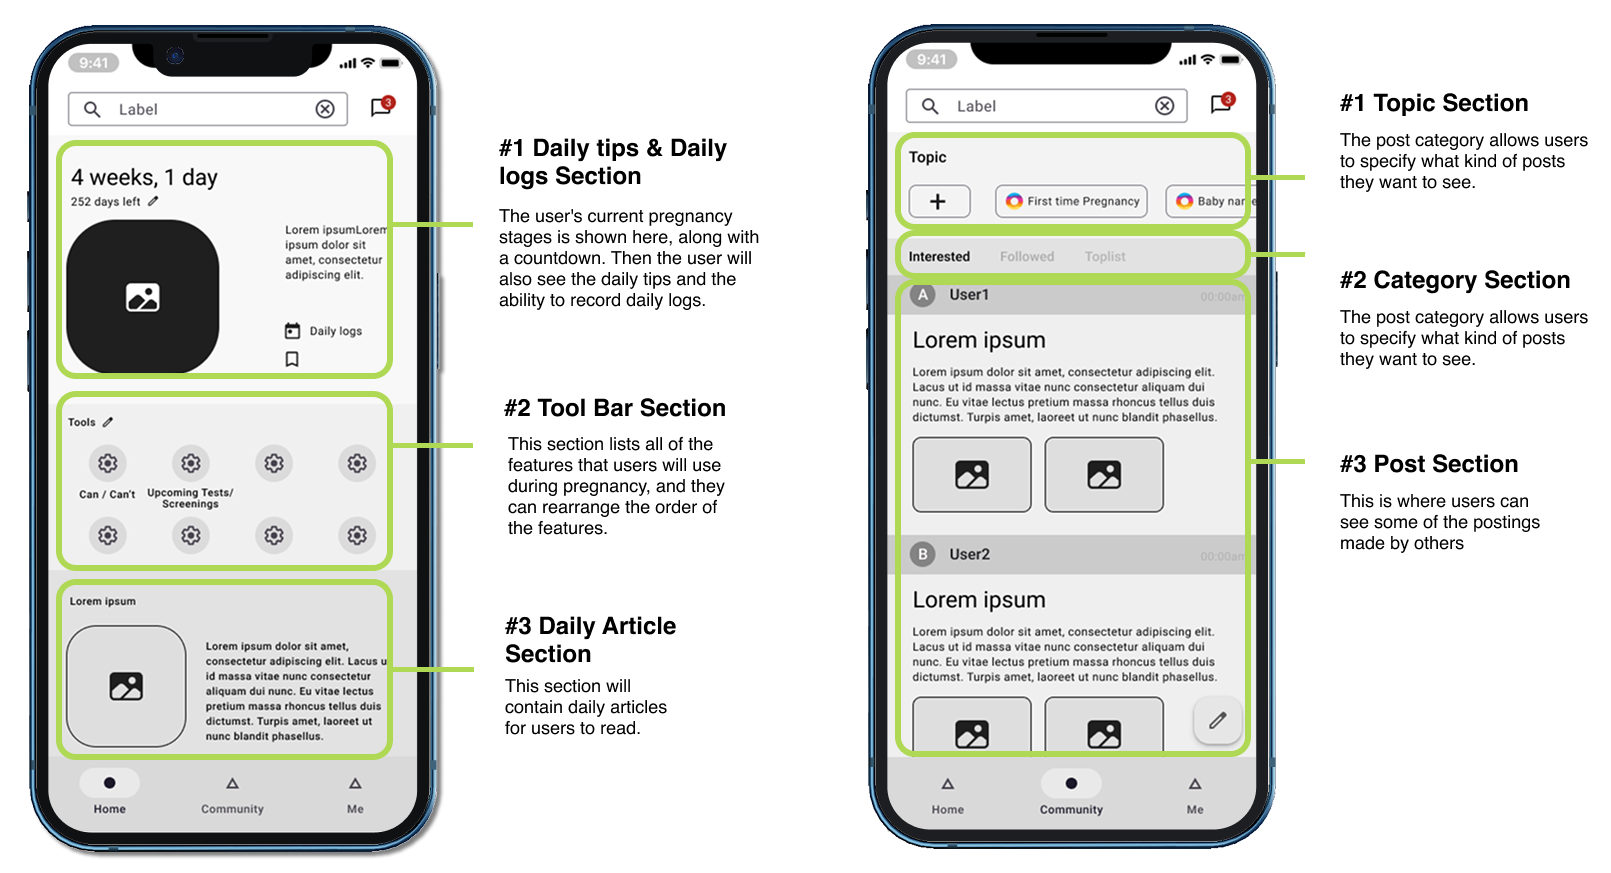 9:41
Label
3
4 weeks, 1 day
252 days left
Lorem ipsumLorem
ipsum dolor sit
amet, consectetur
adipiscing elit.
Daily logs
Tools
Can / Can't
Upcoming Tests/
Screenings
Lorem ipsum
Lorem ipsum dolor sit amet,
consectetur adipiscing elit. Lacus u
id massa vitae nunc consectetur
aliquam dui nunc. Eu vitae lectus
pretium massa rhoncus tellus duis
dictumst. Turpis amet, laoreet ut
nunc blandit phasellus.
Home
Community
Me
#1 Daily tips & Daily
logs Section
The user's current pregnancy
stages is shown here, along with
a countdown. Then the user will
also see the daily tips and the
ability to record daily logs.
#2 Tool Bar Section
This section lists all of the
features that users will use
during pregnancy, and they
can rearrange the order of
the features.
#3 Daily Article
Section
This section will
contain daily articles
for users to read.
9:41
Label
3
Topic
First time Pregnancy
Baby name
Interested
Followed
Toplist
A
User1
00:00am
Lorem ipsum
Lorem ipsum dolor sit amet, consectetur adipiscing elit.
Lacus ut id massa vitae nunc consectetur aliquam dui
nunc. Eu vitae lectus pretium massa rhoncus tellus duis
dictumst. Turpis amet, laoreet ut nunc blandit phasellus.
B
User2
00:00am
Lorem ipsum
Lorem ipsum dolor sit amet, consectetur adipiscing elit.
Lacus ut id massa vitae nunc consectetur aliquam dui
nunc. Eu vitae lectus pretium massa rhoncus tellus duis
dictumst. Turpis amet, laoreet ut nunc blandit phasellus.
Home
Community
Me
#1 Topic Section
The post category allows users
to specify what kind of posts
they want to see.
#2 Category Section
The post category allows users
to specify what kind of posts
they want to see.
#3 Post Section
This is where users can
see some of the postings
made by others